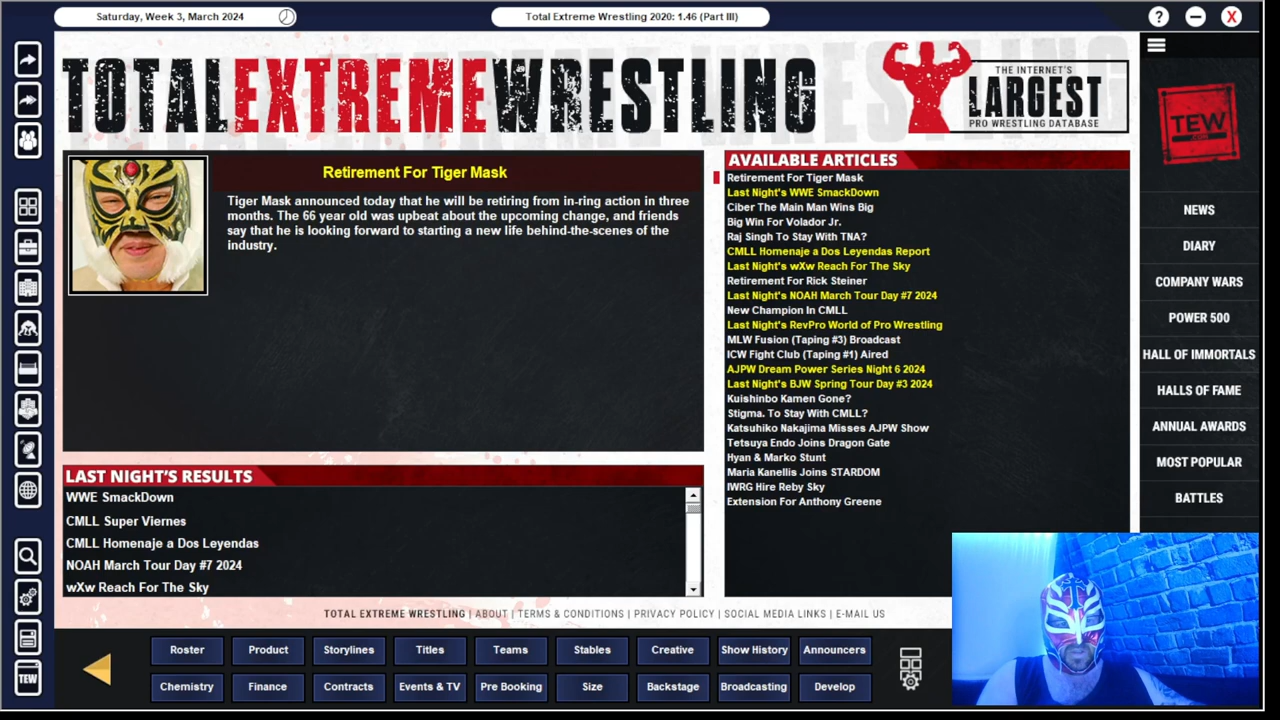 Saturday, Week 3, March 2024
Total Extreme Wrestling 2020: 1.46 (Part III)
? X
TOTALEXTREMEWRESTLING
THE INTERNET'S
LARGEST
PRO WRESTLING DATABASE
TEW
.COM
Retirement For Tiger Mask
Tiger Mask announced today that he will be retiring from in-ring action in three
months. The 66 year old was upbeat about the upcoming change, and friends
say that he is looking forward to starting a new life behind-the-scenes of the
industry.
AVAILABLE ARTICLES
Retirement For Tiger Mask
Last Night's WWE SmackDown
Ciber The Main Man Wins Big
Big Win For Volador Jr.
Raj Singh To Stay With TNA?
CMLL Homenaje a Dos Leyendas Report
Last Night's wXw Reach For The Sky
Retirement For Rick Steiner
Last Night's NOAH March Tour Day #7 2024
New Champion In CMLL
Last Night's RevPro World of Pro Wrestling
MLW Fusion (Taping #3) Broadcast
ICW Fight Club (Taping #1) Aired
AJPW Dream Power Series Night 6 2024
Last Night's BJW Spring Tour Day #3 2024
Kuishinbo Kamen Gone?
Stigma. To Stay With CMLL?
Katsuhiko Nakajima Misses AJPW Show
Tetsuya Endo Joins Dragon Gate
Hyan & Marko Stunt
Maria Kanellis Joins STARDOM
IWRG Hire Reby Sky
Extension For Anthony Greene
NEWS
DIARY
COMPANY WARS
POWER 500
HALL OF IMMORTALS
HALLS OF FAME
ANNUAL AWARDS
MOST POPULAR
BATTLES
LAST NIGHT'S RESULTS
WWE SmackDown
CMLL Super Viernes
CMLL Homenaje a Dos Leyendas
NOAH March Tour Day #7 2024
wXw Reach For The Sky
TOTAL EXTREME WRESTLING | ABOUT | TERMS & CONDITIONS | PRIVACY POLICY | SOCIAL MEDIA LINKS | E-MAIL US
Roster Product Storylines Titles Teams Stables Creative Show History Announcers
Chemistry Finance Contracts Events & TV Pre Booking Size Backstage Broadcasting Develop
TEW